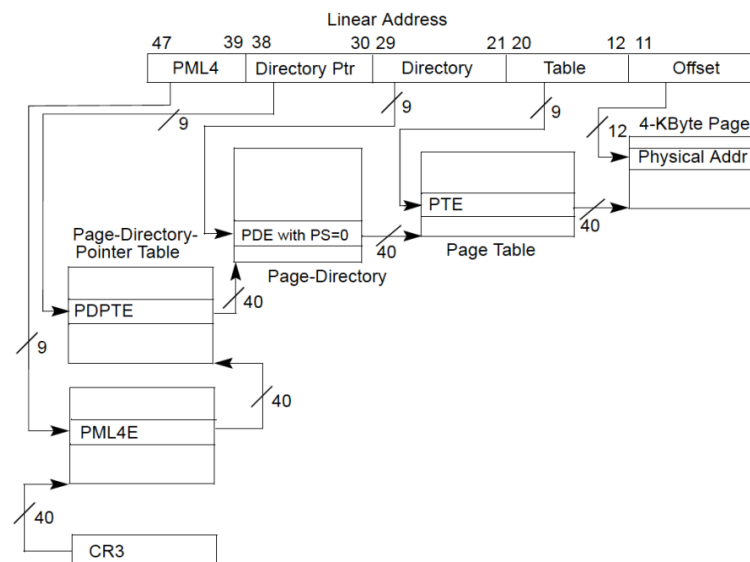 Linear Address
47 39 38 30 29 21 20 12 11
PML4 Directory Ptr Directory Table Offset
9 9 9 12 4-KByte Page
Physical Addr
PTE
40
PDE with PS=0
40
Page Table
Page-Directory-
Pointer Table
Page-Directory
40
PDPTE
9
40
PML4E
40
CR3